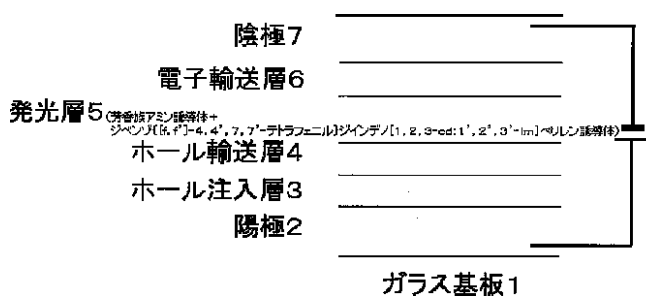 陰極7
電子輸送層6
発光層5(芳香族アミン誘導体+
ジベンゾ{[f,f']-4,4',7,7'-テトラフェニル}ジインデノ[1,2,3-cd:1',2',3'-lm]ペリレン誘導体)
ホール輸送層4
ホール注入層3
陽極2
ガラス基板1